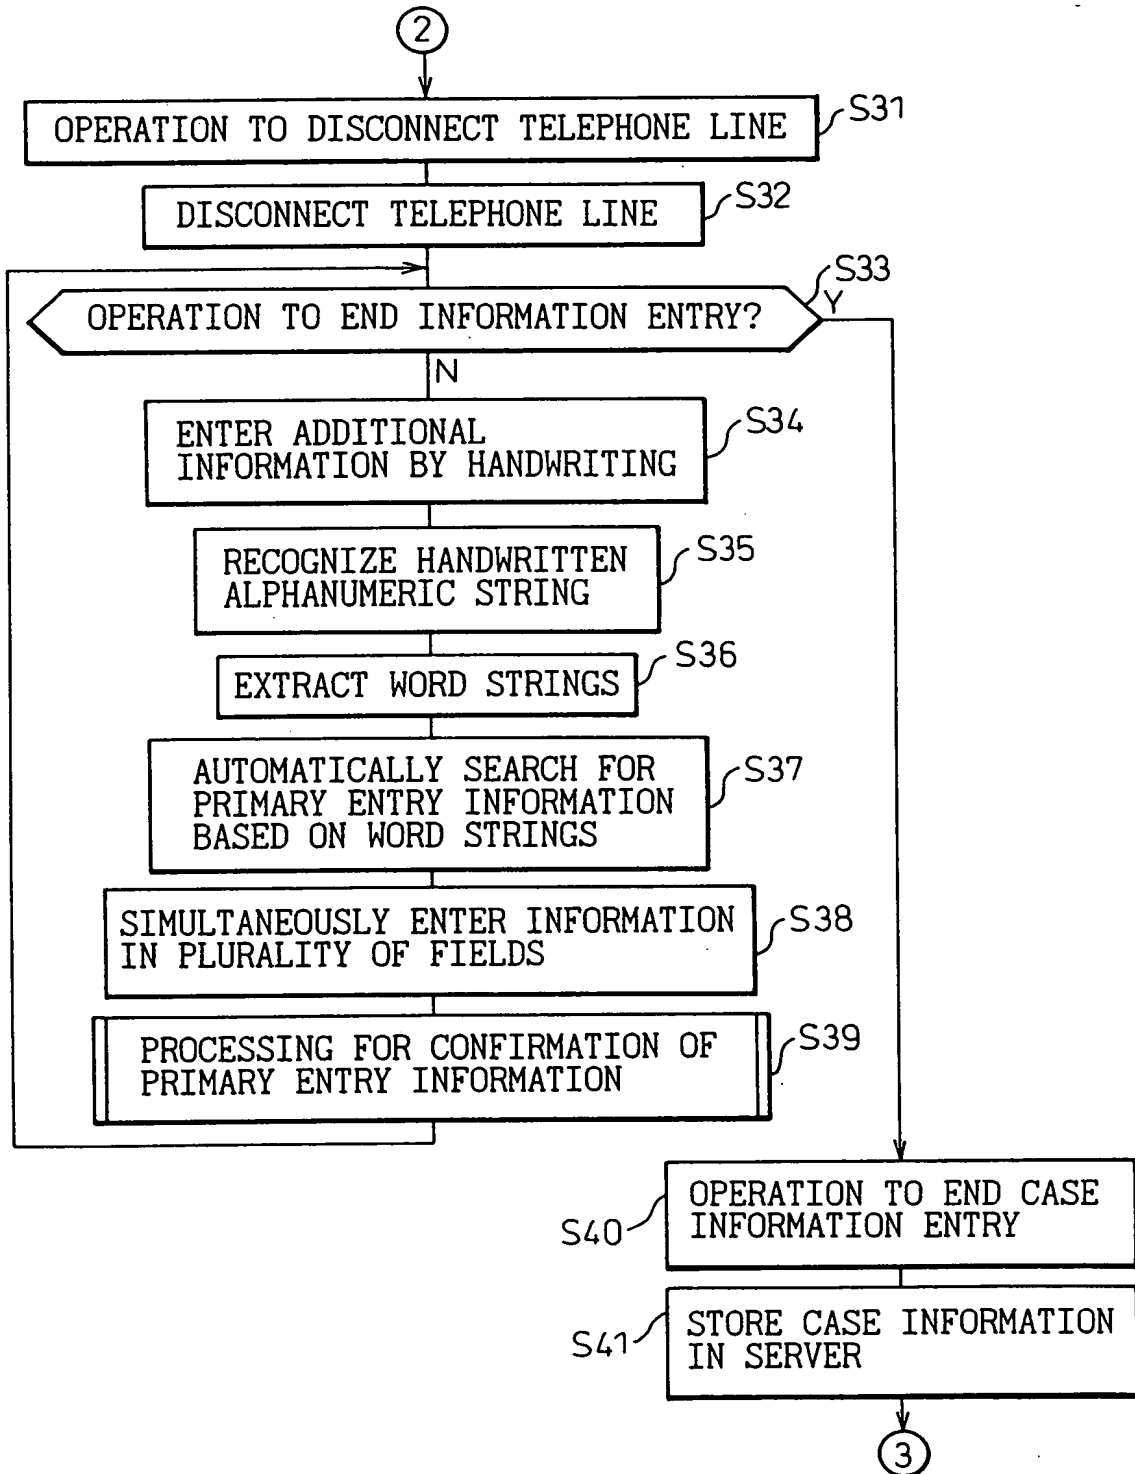 2
OPERATION TO DISCONNECT TELEPHONE LINE
S31
DISCONNECT TELEPHONE LINE
S32
OPERATION TO END INFORMATION ENTRY?
S33
Y
N
ENTER ADDITIONAL
INFORMATION BY HANDWRITING
S34
RECOGNIZE HANDWRITTEN
ALPHANUMERIC STRING
S35
EXTRACT WORD STRINGS
S36
AUTOMATICALLY SEARCH FOR
PRIMARY ENTRY INFORMATION
BASED ON WORD STRINGS
S37
SIMULTANEOUSLY ENTER INFORMATION
IN PLURALITY OF FIELDS
S38
PROCESSING FOR CONFIRMATION OF
PRIMARY ENTRY INFORMATION
S39
OPERATION TO END CASE
INFORMATION ENTRY
S40
STORE CASE INFORMATION
IN SERVER
S41
3